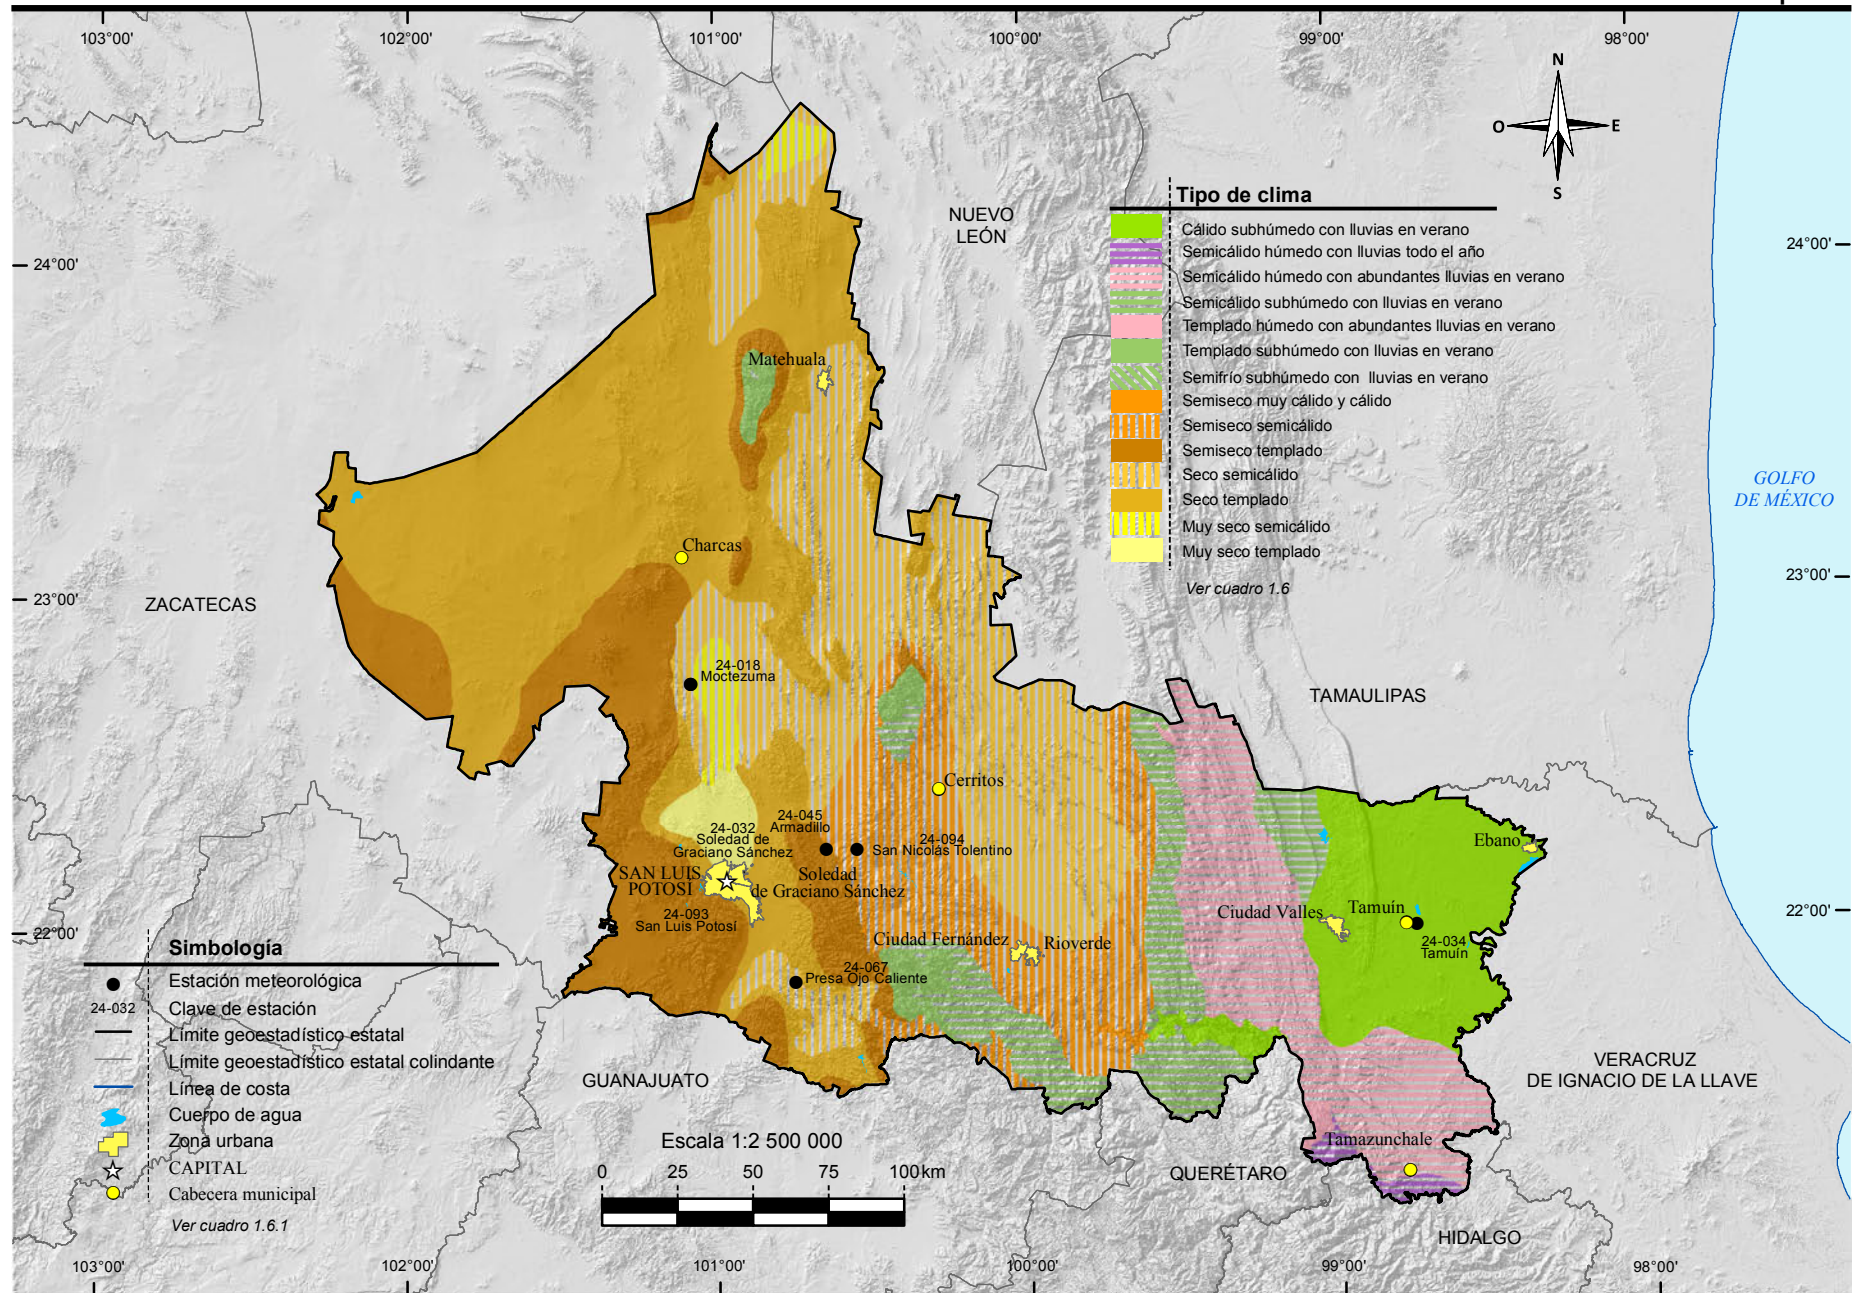 103°00'
102°00'
101°00'
100°00'
99°00'
98°00'
N
O
E
S
NUEVO
LEÓN
Tipo de clima
Cálido subhúmedo con lluvias en verano
Semicálido húmedo con lluvias todo el año
Semicálido húmedo con abundantes lluvias en verano
Semicálido subhúmedo con lluvias en verano
Templado húmedo con abundantes lluvias en verano
Templado subhúmedo con lluvias en verano
Semifrío subhúmedo con lluvias en verano
Semiseco muy cálido y cálido
Semiseco semicálido
Semiseco templado
Seco semicálido
Seco templado
Muy seco semicálido
Muy seco templado
Ver cuadro 1.6
24°00'
24°00'
Matehuala
GOLFO
DE MÉXICO
Charcas
23°00'
23°00'
ZACATECAS
24-018
Moctezuma
TAMAULIPAS
Cerritos
24-045
Armadillo
24-032
Soledad de
Graciano Sánchez
24-094
San Nicolás Tolentino
Ebano
SAN LUIS
POTOSÍ
Soledad
de Graciano Sánchez
24-093
San Luis Potosí
Ciudad Valles
Tamuín
24-034
Tamuín
22°00'
22°00'
Ciudad Fernández
Rioverde
24-067
Presa Ojo Caliente
Simbología
Estación meteorológica
24-032
Clave de estación
Límite geoestadístico estatal
Límite geoestadístico estatal colindante
Línea de costa
Cuerpo de agua
Zona urbana
CAPITAL
Cabecera municipal
Ver cuadro 1.6.1
GUANAJUATO
VERACRUZ
DE IGNACIO DE LA LLAVE
Escala 1:2 500 000
0
25
50
75
100km
Tamazunchale
QUERÉTARO
HIDALGO
103°00'
102°00'
101°00'
100°00'
99°00'
98°00'